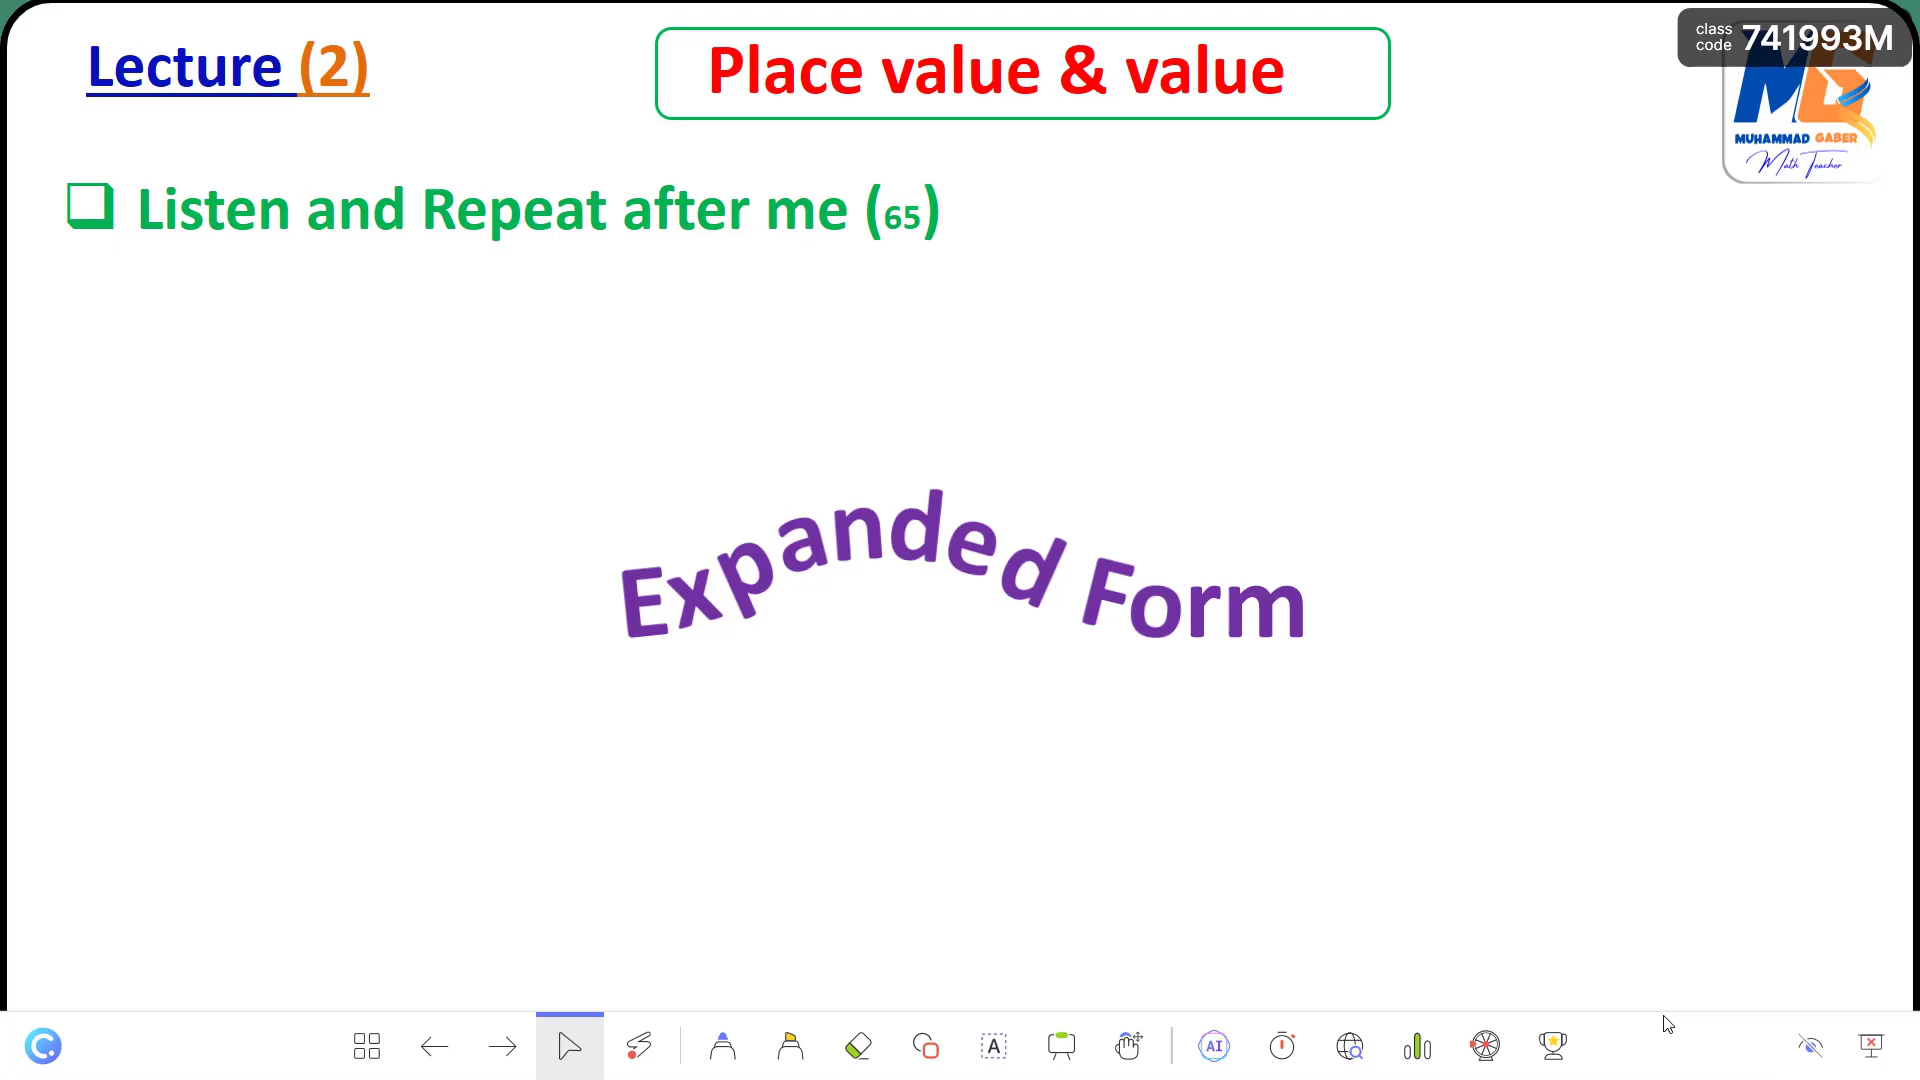 Lecture (2)
Place value & value
class code 741993M
MUHAMMAD GABER
Math Teacher
❑ Listen and Repeat after me (65)
Expanded Form
A
AI